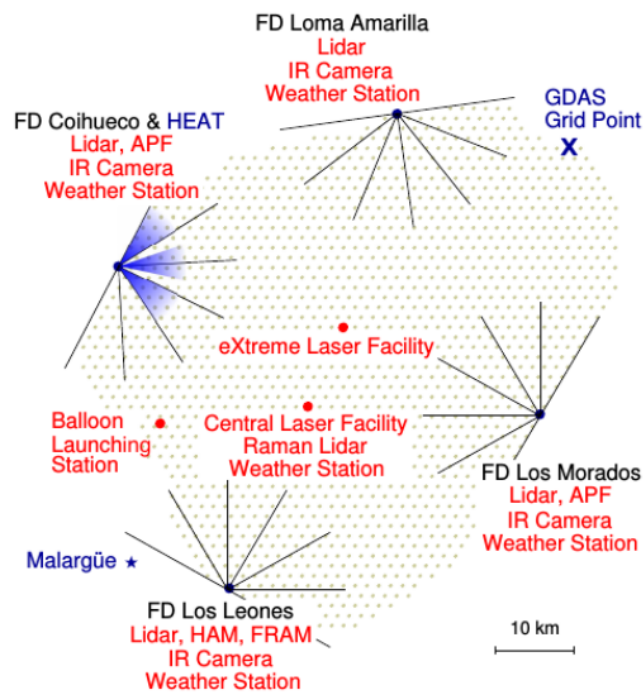 FD Loma Amarilla
Lidar
IR Camera
Weather Station
GDAS
Grid Point
X
FD Coihueco & HEAT
Lidar, APF
IR Camera
Weather Station
eXtreme Laser Facility
Balloon
Launching
Station
Central Laser Facility
Raman Lidar
Weather Station
FD Los Morados
Lidar, APF
IR Camera
Weather Station
Malargüe
FD Los Leones
Lidar, HAM, FRAM
IR Camera
Weather Station
10 km